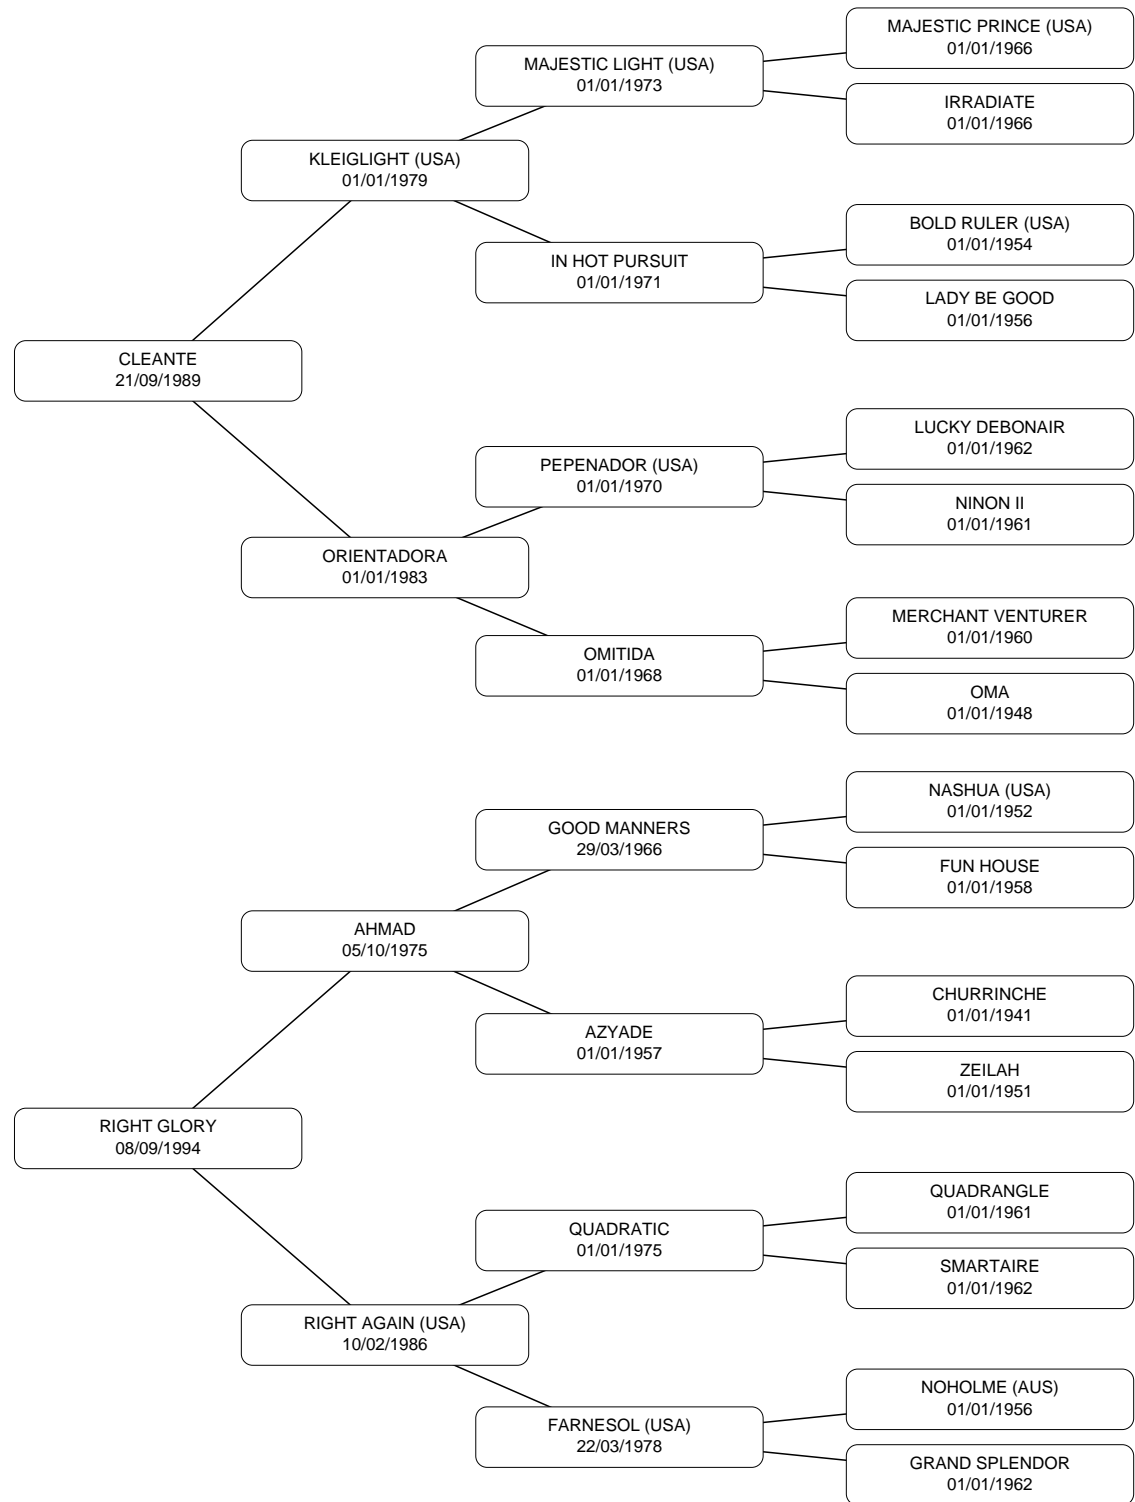 MAJESTIC PRINCE (USA)
01/01/1966
MAJESTIC LIGHT (USA)
01/01/1973
IRRADIATE
01/01/1966
KLEIGLIGHT (USA)
01/01/1979
BOLD RULER (USA)
01/01/1954
IN HOT PURSUIT
01/01/1971
LADY BE GOOD
01/01/1956
CLEANTE
21/09/1989
LUCKY DEBONAIR
01/01/1962
PEPENADOR (USA)
01/01/1970
NINON II
01/01/1961
ORIENTADORA
01/01/1983
MERCHANT VENTURER
01/01/1960
OMITIDA
01/01/1968
OMA
01/01/1948
NASHUA (USA)
01/01/1952
GOOD MANNERS
29/03/1966
FUN HOUSE
01/01/1958
AHMAD
05/10/1975
CHURRINCHE
01/01/1941
AZYADE
01/01/1957
ZEILAH
01/01/1951
RIGHT GLORY
08/09/1994
QUADRANGLE
01/01/1961
QUADRATIC
01/01/1975
SMARTAIRE
01/01/1962
RIGHT AGAIN (USA)
10/02/1986
NOHOLME (AUS)
01/01/1956
FARNESOL (USA)
22/03/1978
GRAND SPLENDOR
01/01/1962